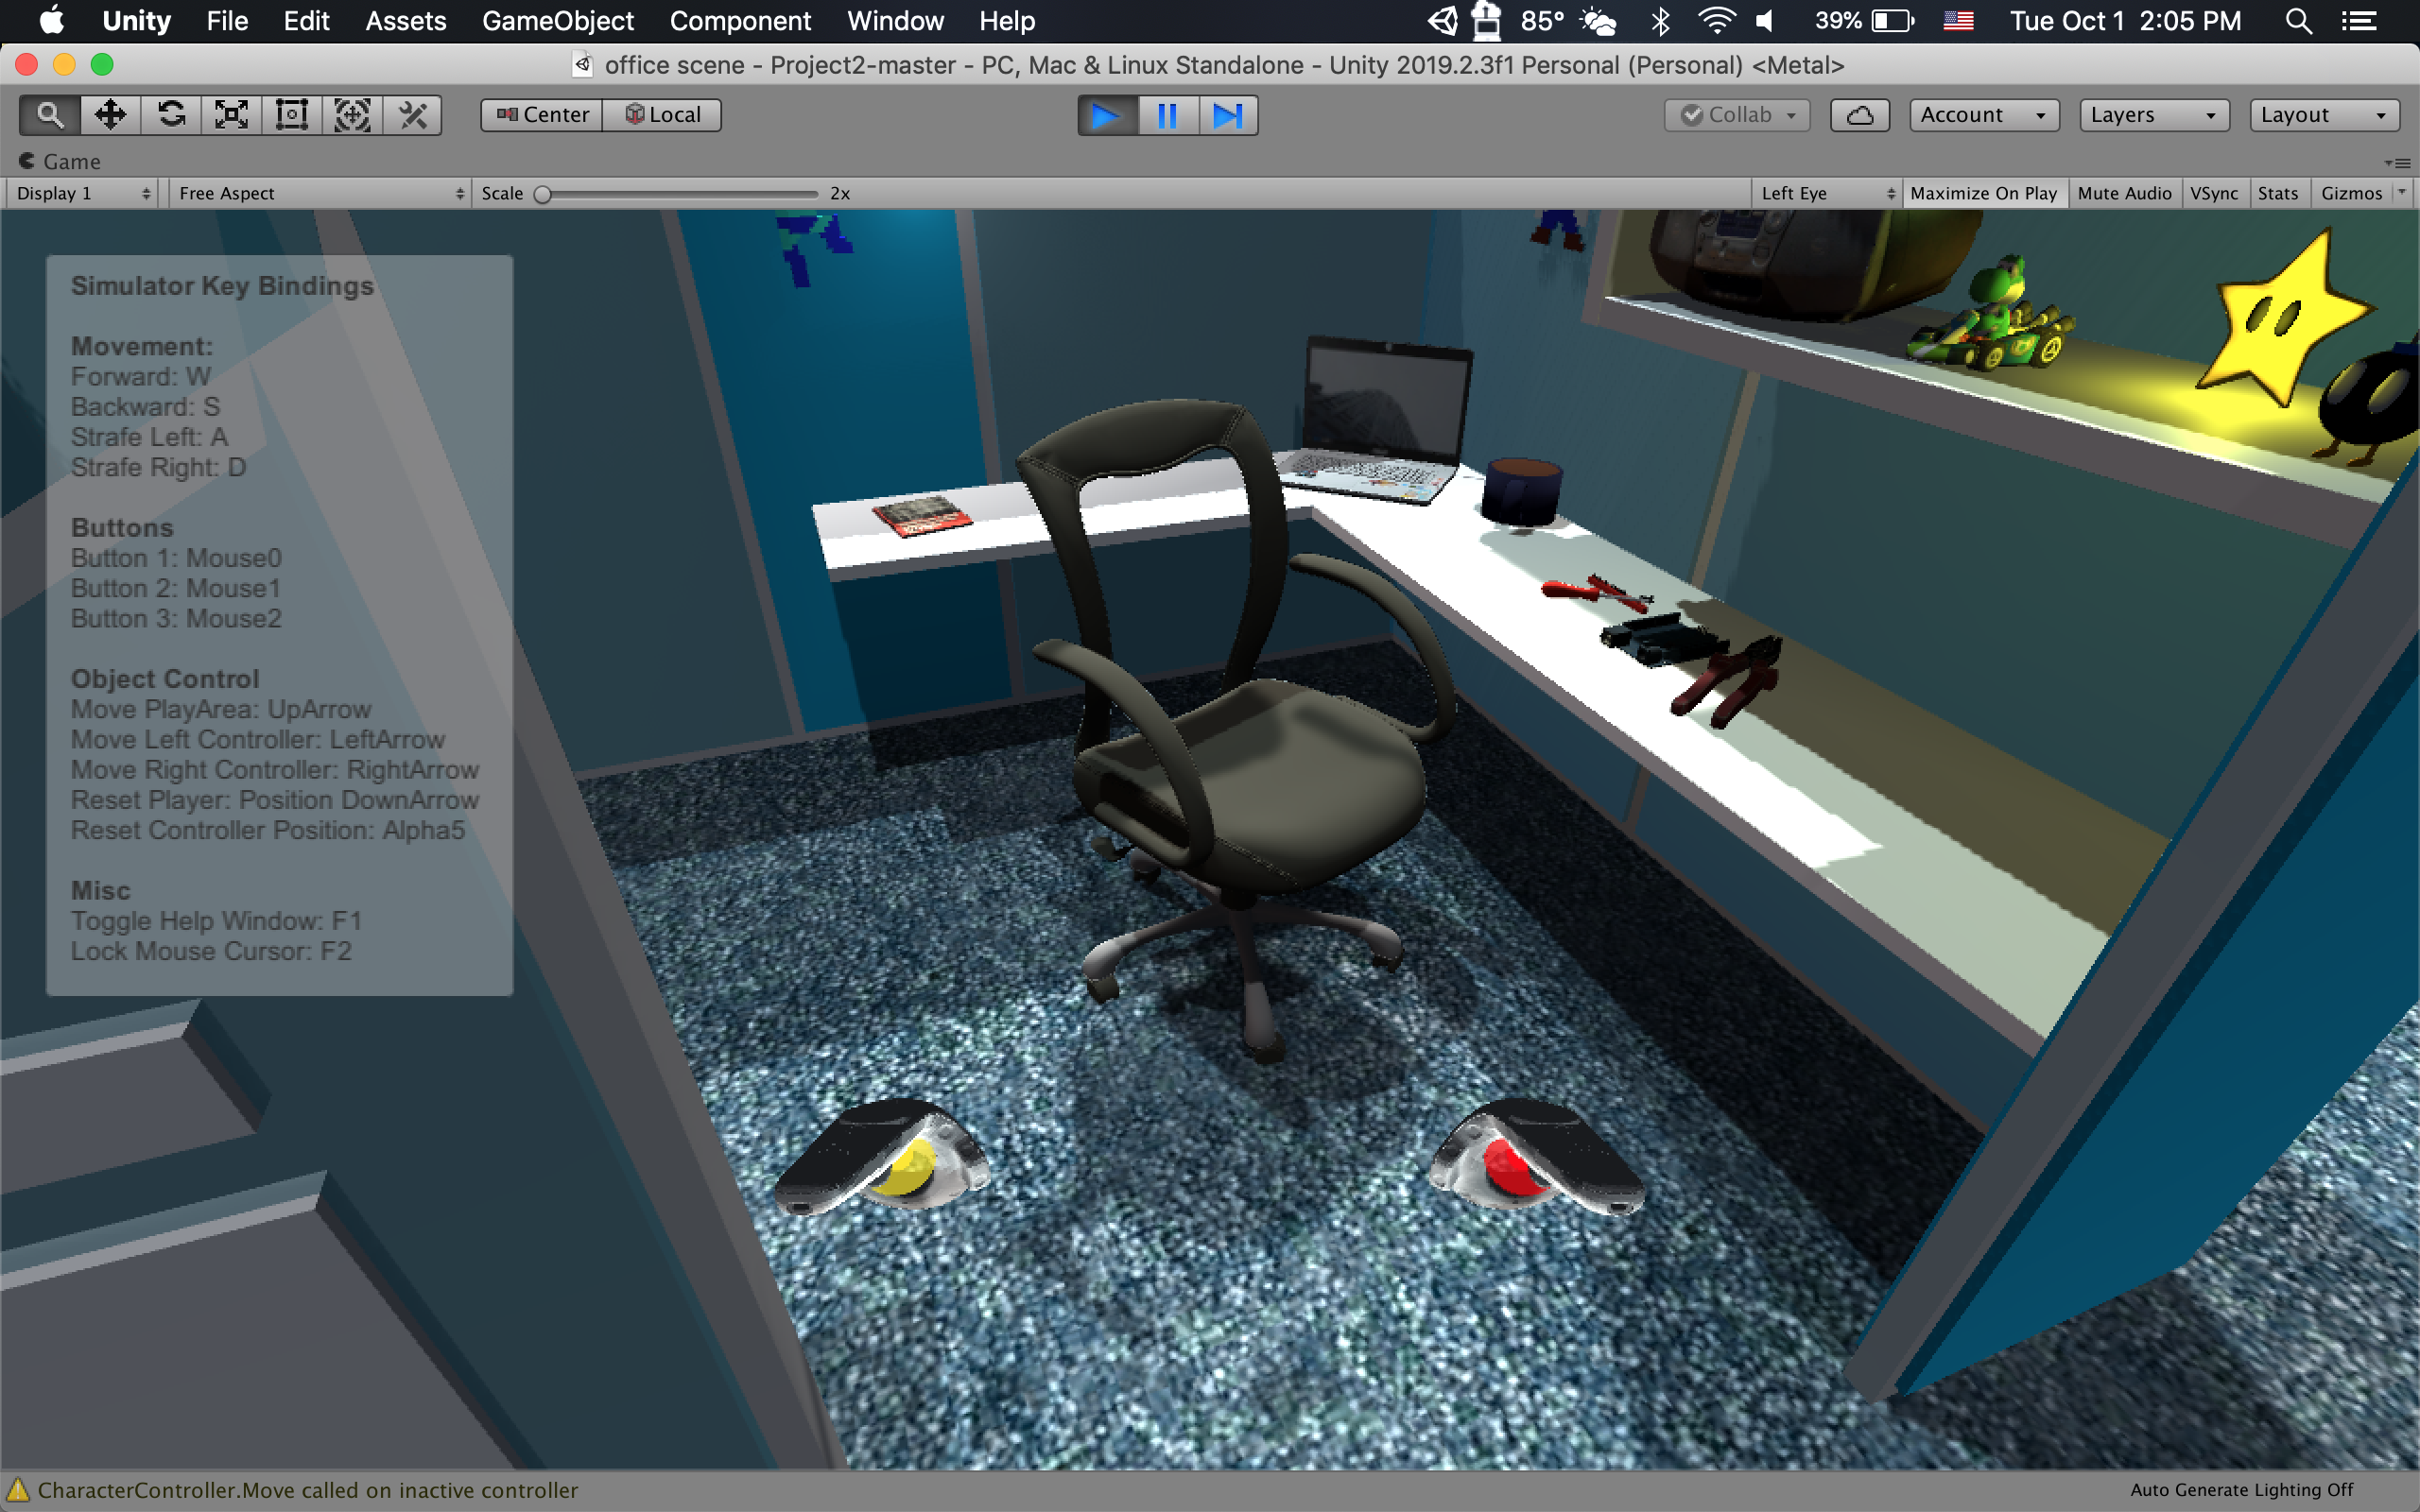 Unity File Edit Assets GameObject Component Window Help 85° 39% Tue Oct 1 2:05 PM
office scene - Project2-master - PC, Mac & Linux Standalone - Unity 2019.2.3f1 Personal (Personal) <Metal>
Center Local Collab Account Layers Layout
Game
Display 1 Free Aspect Scale 2x Left Eye Maximize On Play Mute Audio VSync Stats Gizmos
Simulator Key Bindings
Movement:
Forward: W
Backward: S
Strafe Left: A
Strafe Right: D
Buttons
Button 1: Mouse0
Button 2: Mouse1
Button 3: Mouse2
Object Control
Move PlayArea: UpArrow
Move Left Controller: LeftArrow
Move Right Controller: RightArrow
Reset Player: Position DownArrow
Reset Controller Position: Alpha5
Misc
Toggle Help Window: F1
Lock Mouse Cursor: F2
CharacterController.Move called on inactive controller
Auto Generate Lighting Off